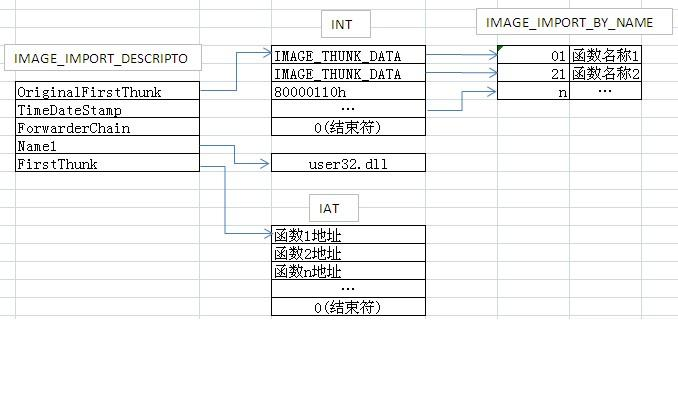 INT
IMAGE_IMPORT_BY_NAME
IMAGE_IMPORT_DESCRIPTO
IMAGE_THUNK_DATA
01 函数名称1
IMAGE_THUNK_DATA
21 函数名称2
OriginalFirstThunk
80000110h
n …
TimeDateStamp
…
ForwarderChain
0(结束符)
Name1
FirstThunk
user32.dll
IAT
函数1地址
函数2地址
函数n地址
…
0(结束符)